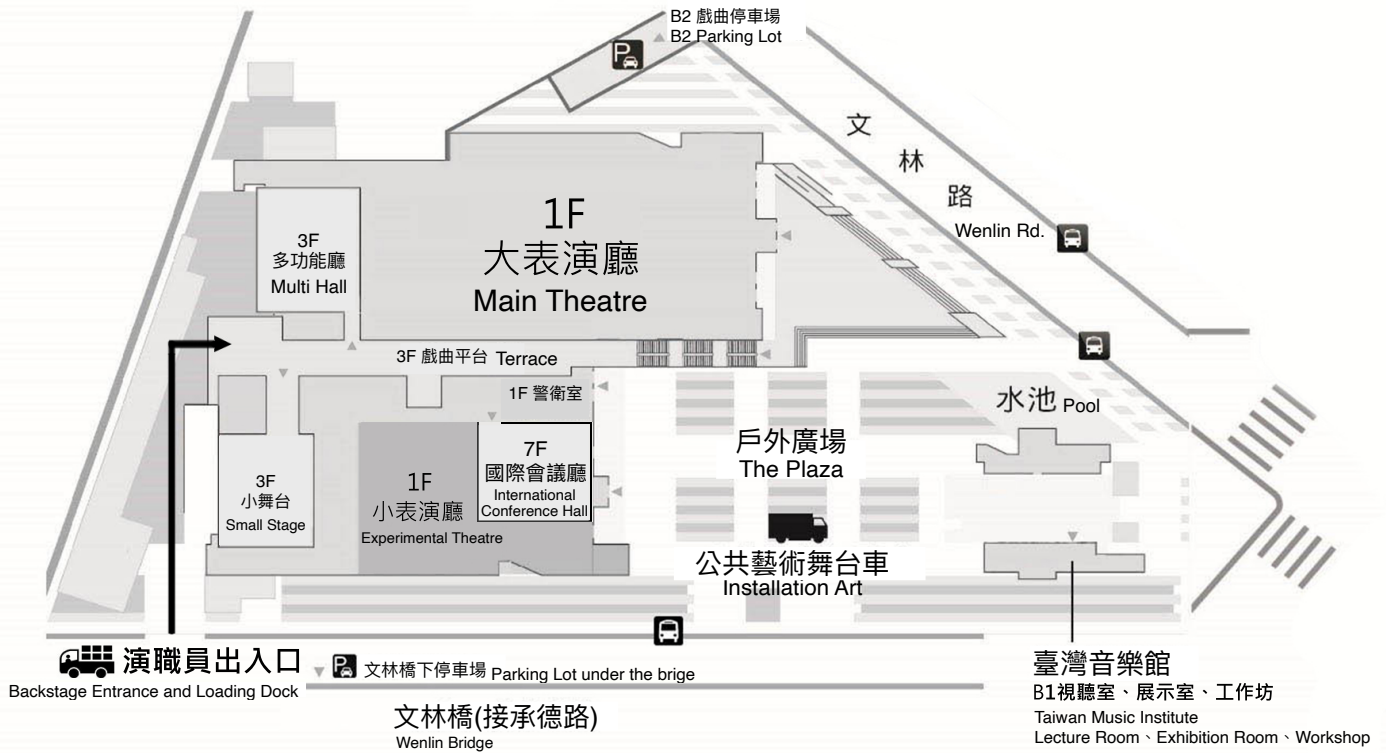 B2 戲曲停車場
B2 Parking Lot
P
文
林
路
Wenlin Rd.
1F
大表演廳
Main Theatre
3F
多功能廳
Multi Hall
3F 戲曲平台 Terrace
1F 警衛室
水池 Pool
戶外廣場
The Plaza
7F
國際會議廳
International
Conference Hall
3F
小舞台
Small Stage
1F
小表演廳
Experimental Theatre
公共藝術舞台車
Installation Art
演職員出入口
Backstage Entrance and Loading Dock
P
文林橋下停車場 Parking Lot under the brige
文林橋(接承德路)
Wenlin Bridge
臺灣音樂館
B1視聽室、展示室、工作坊
Taiwan Music Institute
Lecture Room、Exhibition Room、Workshop